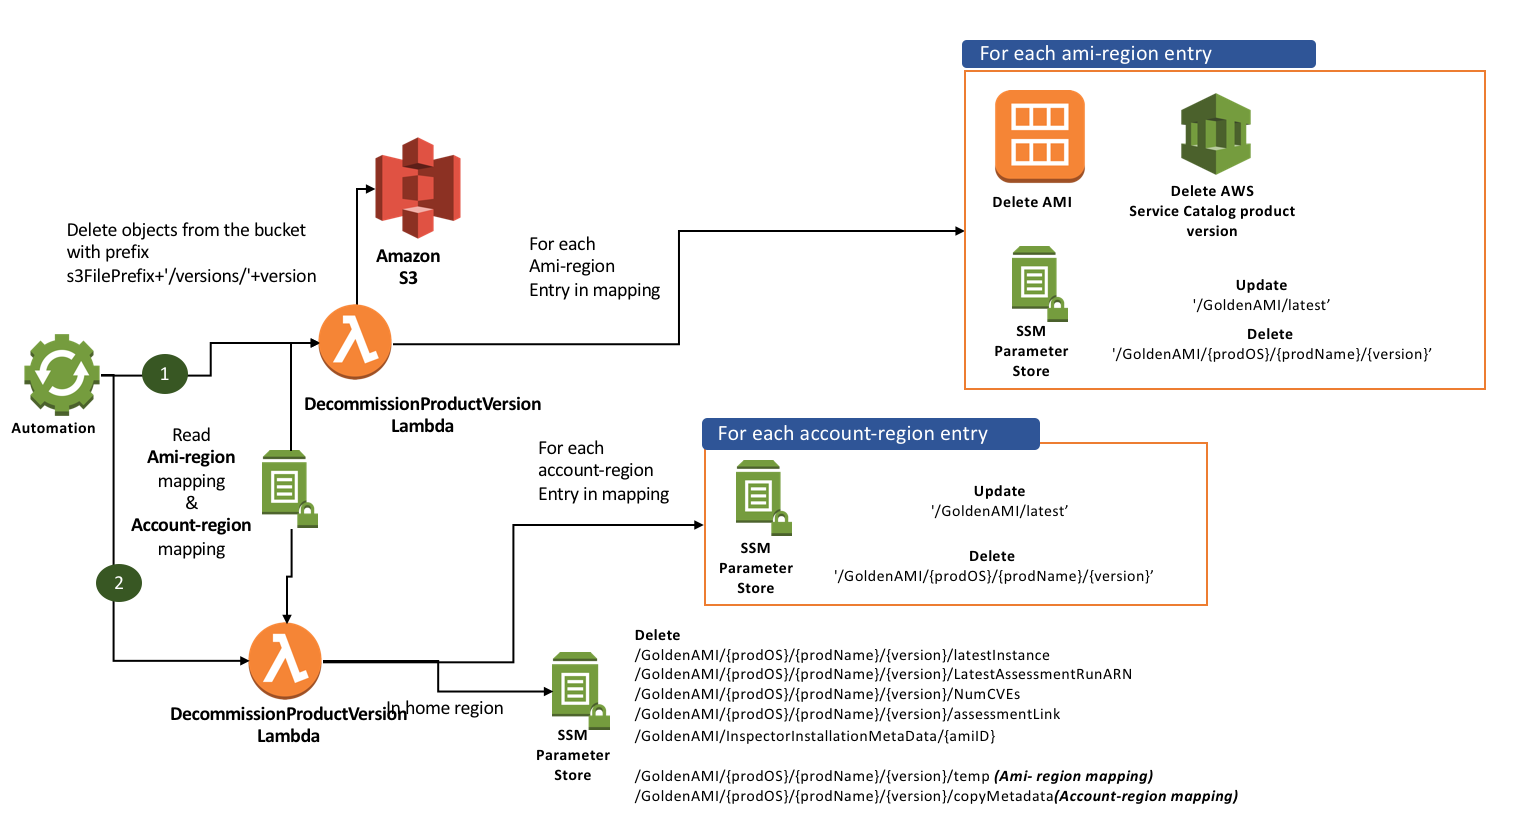 For each ami-region entry
Delete AMI
Delete AWS
Service Catalog product
version
SSM
Parameter
Store
Update
'/GoldenAMI/latest’
Delete
'/GoldenAMI/{prodOS}/{prodName}/{version}’
Amazon
S3
Delete objects from the bucket
with prefix
s3FilePrefix+'/versions/'+version
For each
Ami-region
Entry in mapping
1
Automation
DecommissionProductVersion
Lambda
Read
Ami-region
mapping
&
Account-region
mapping
2
For each
account-region
Entry in mapping
For each account-region entry
SSM
Parameter
Store
Update
'/GoldenAMI/latest’
Delete
'/GoldenAMI/{prodOS}/{prodName}/{version}’
DecommissionProductVersion
Lambda
In home region
SSM
Parameter
Store
Delete
/GoldenAMI/{prodOS}/{prodName}/{version}/latestInstance
/GoldenAMI/{prodOS}/{prodName}/{version}/LatestAssessmentRunARN
/GoldenAMI/{prodOS}/{prodName}/{version}/NumCVEs
/GoldenAMI/{prodOS}/{prodName}/{version}/assessmentLink
/GoldenAMI/InspectorInstallationMetaData/{amiID}
/GoldenAMI/{prodOS}/{prodName}/{version}/temp (Ami- region mapping)
/GoldenAMI/{prodOS}/{prodName}/{version}/copyMetadata(Account-region mapping)